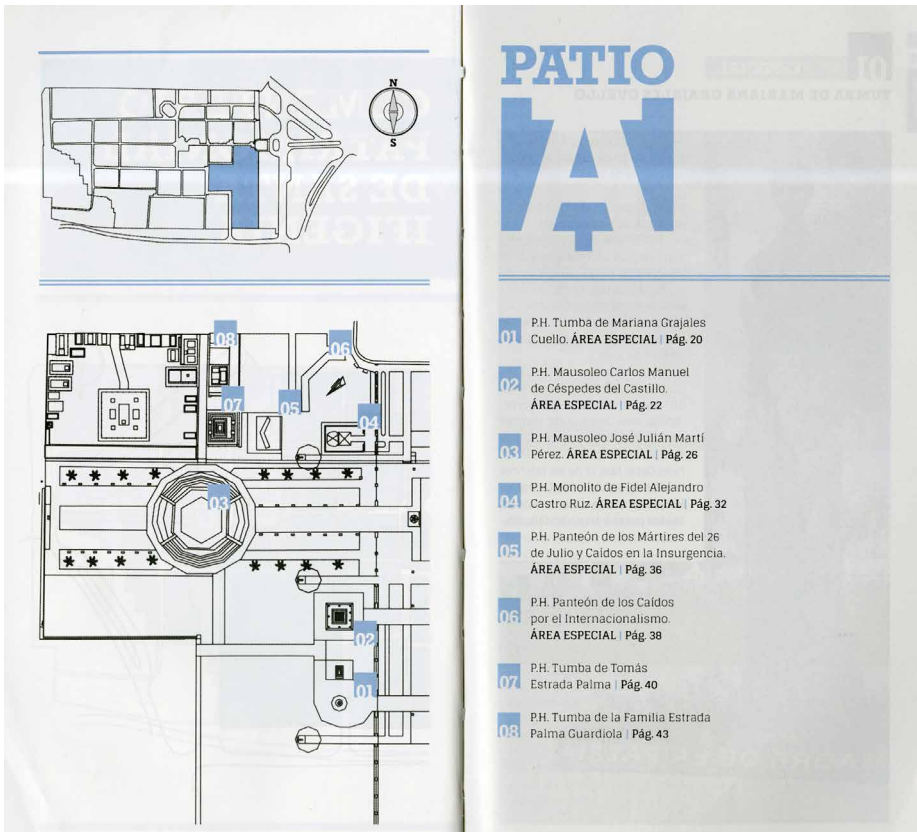 N
S
08
06
07
05
04
03
02
01
PATIO
A
01 P.H. Tumba de Mariana Grajales
Cuello. ÁREA ESPECIAL | Pág. 20
02 P.H. Mausoleo Carlos Manuel
de Céspedes del Castillo.
ÁREA ESPECIAL | Pág. 22
03 P.H. Mausoleo José Julián Martí
Pérez. ÁREA ESPECIAL | Pág. 26
04 P.H. Monolito de Fidel Alejandro
Castro Ruz. ÁREA ESPECIAL | Pág. 32
05 P.H. Panteón de los Mártires del 26
de Julio y Caídos en la Insurgencia.
ÁREA ESPECIAL | Pág. 36
06 P.H. Panteón de los Caídos
por el Internacionalismo.
ÁREA ESPECIAL | Pág. 38
07 P.H. Tumba de Tomás
Estrada Palma | Pág. 40
08 P.H. Tumba de la Familia Estrada
Palma Guardiola | Pág. 43